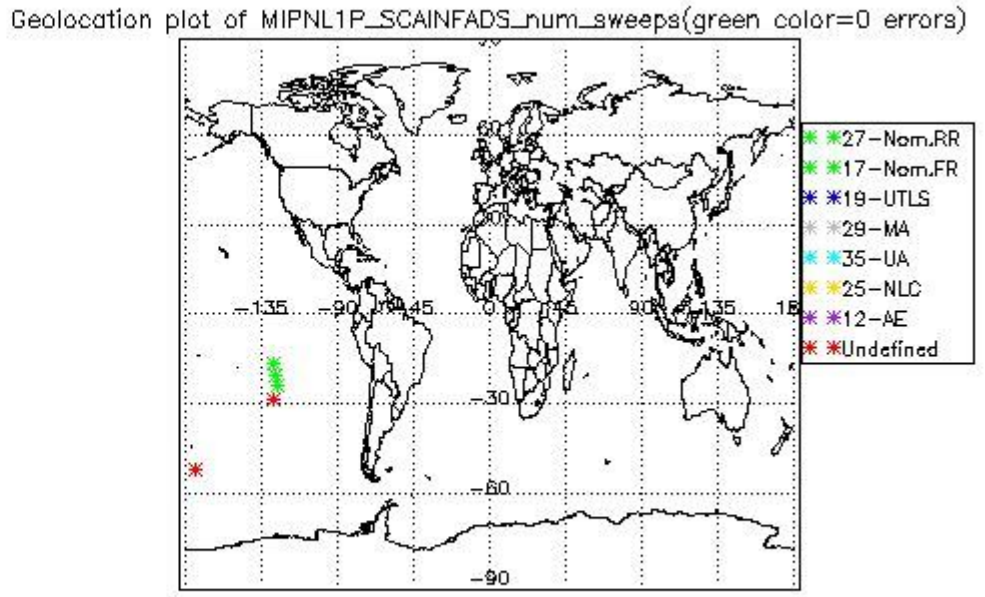 Geolocation plot of MIPNL1P_SCAINFADS_num_sweeps(green color=0 errors)
60
* *27-Nom.RR
* *17-Nom.FR
* *19-UTLS
* *29-MA
* *35-UA
* *25-NLC
* *12-AE
* *Undefined
-135 -90 -45 0 45 90 135
-30
-60
-90